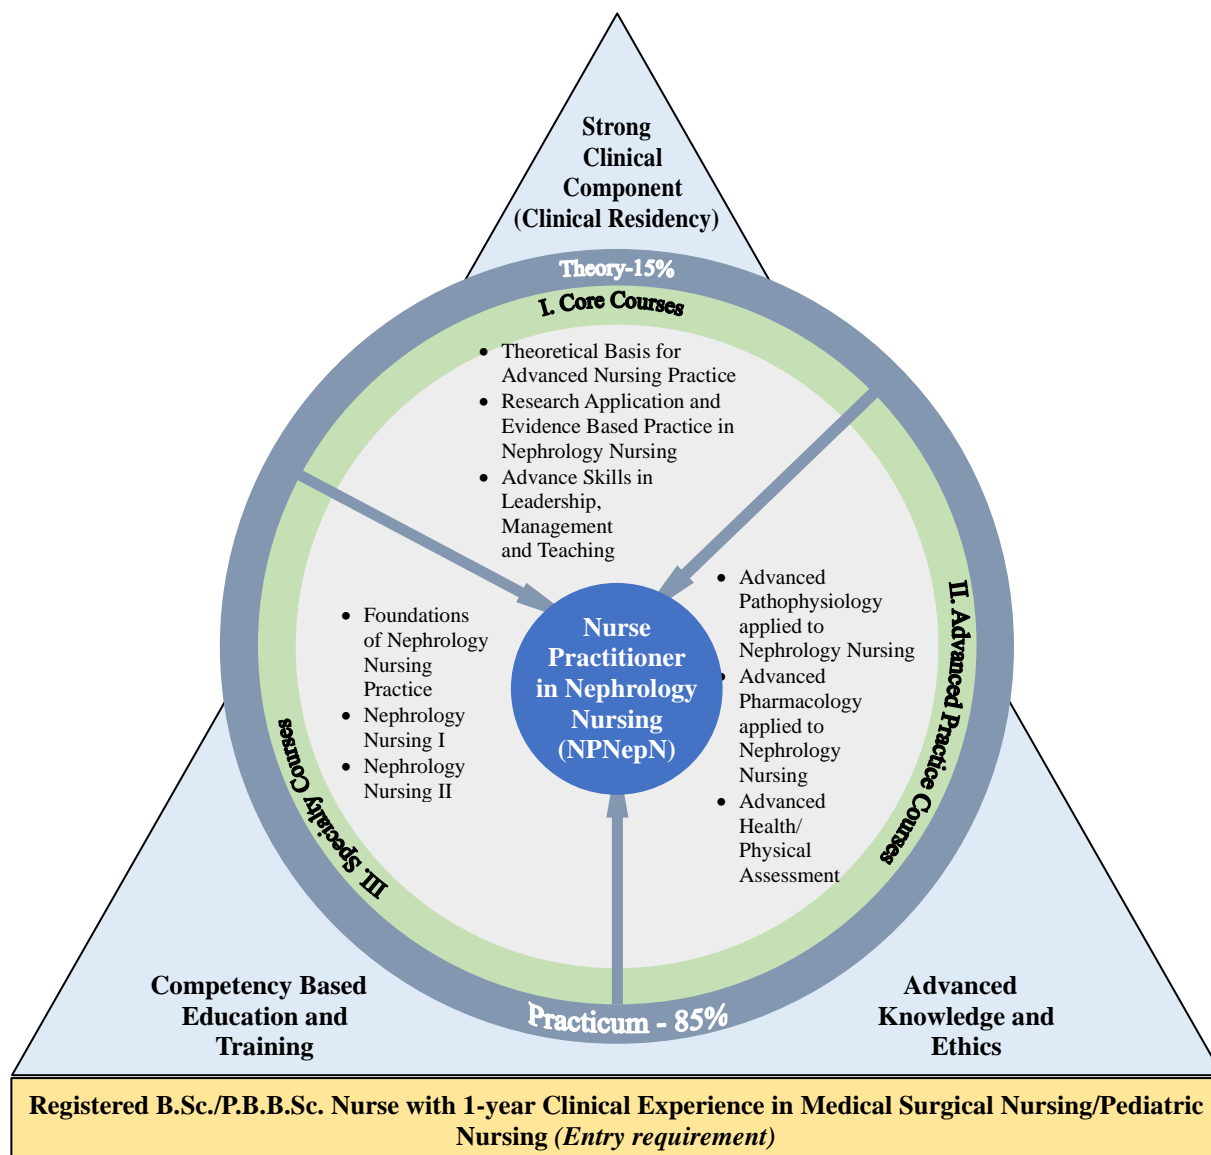 Strong
Clinical
Component
(Clinical Residency)
Theory-15%
I. Core Courses
• Theoretical Basis for
Advanced Nursing Practice
• Research Application and
Evidence Based Practice in
Nephrology Nursing
• Advance Skills in
Leadership,
Management
and Teaching
II. Advanced Practice Courses
• Advanced
Pathophysiology
applied to
Nephrology Nursing
• Advanced
Pharmacology
applied to
Nephrology
Nursing
• Advanced
Health/
Physical
Assessment
III. Specialty Courses
• Foundations
of Nephrology
Nursing
Practice
• Nephrology
Nursing I
• Nephrology
Nursing II
Nurse
Practitioner
in Nephrology
Nursing
(NPNepN)
Practicum - 85%
Competency Based
Education and
Training
Advanced
Knowledge and
Ethics
Registered B.Sc./P.B.B.Sc. Nurse with 1-year Clinical Experience in Medical Surgical Nursing/Pediatric
Nursing (Entry requirement)